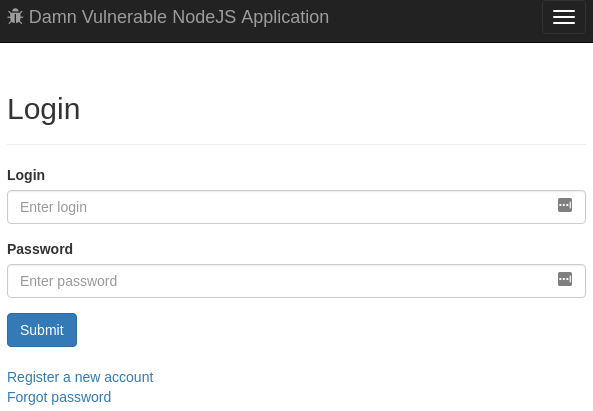 Damn Vulnerable NodeJS Application
Login
Login
Enter login
Password
Enter password
Submit
Register a new account
Forgot password